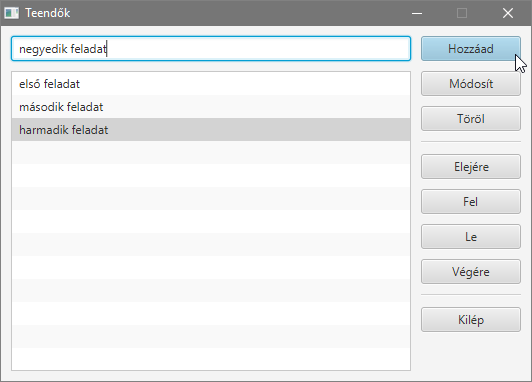 Teendők
negyedik feladat
Hozzáad
első feladat
második feladat
harmadik feladat
Módosít
Töröl
Elejére
Fel
Le
Végére
Kilép